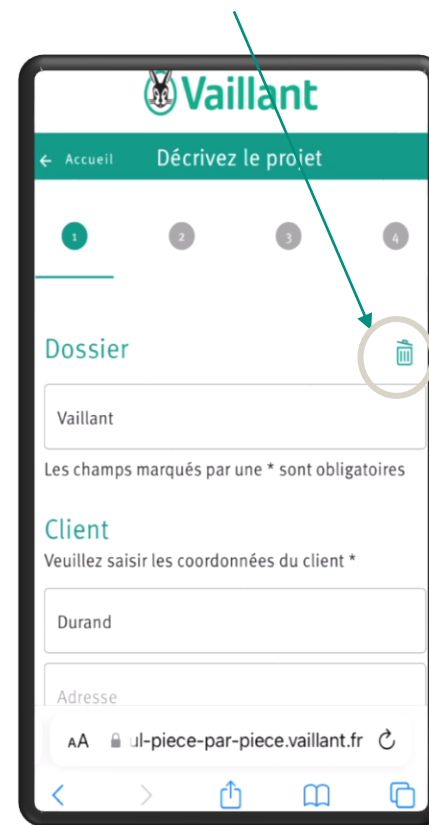 Vaillant
← Accueil Décrivez le projet
1 2 3 4
Dossier
Vaillant
Les champs marqués par une * sont obligatoires
Client
Veuillez saisir les coordonnées du client *
Durand
Adresse
AA ul-piece-par-piece.vaillant.fr